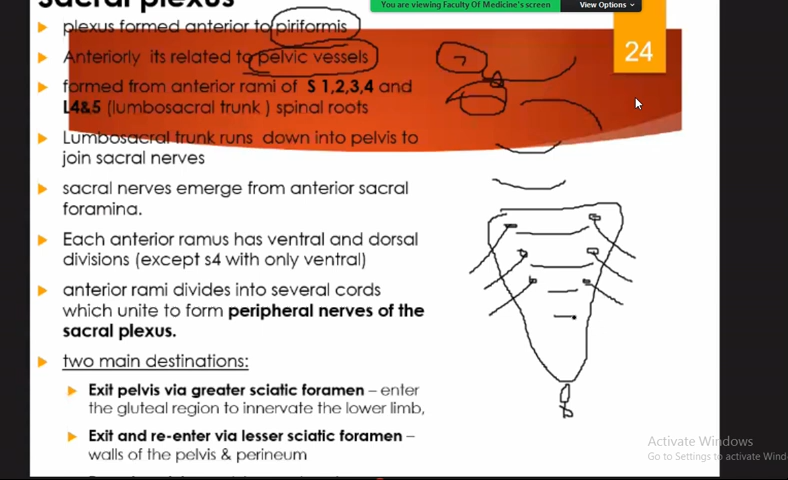 Sacral plexus
You are viewing Faculty Of Medicine's screen
View Options
24
plexus formed anterior to piriformis
Anteriorly its related to pelvic vessels
formed from anterior rami of S 1,2,3,4 and
L4&5 (lumbosacral trunk ) spinal roots
Lumbosacral trunk runs down into pelvis to
join sacral nerves
sacral nerves emerge from anterior sacral
foramina.
Each anterior ramus has ventral and dorsal
divisions (except s4 with only ventral)
anterior rami divides into several cords
which unite to form peripheral nerves of the
sacral plexus.
two main destinations:
Exit pelvis via greater sciatic foramen – enter
the gluteal region to innervate the lower limb,
Exit and re-enter via lesser sciatic foramen –
walls of the pelvis & perineum
Activate Windows
Go to Settings to activate Wind